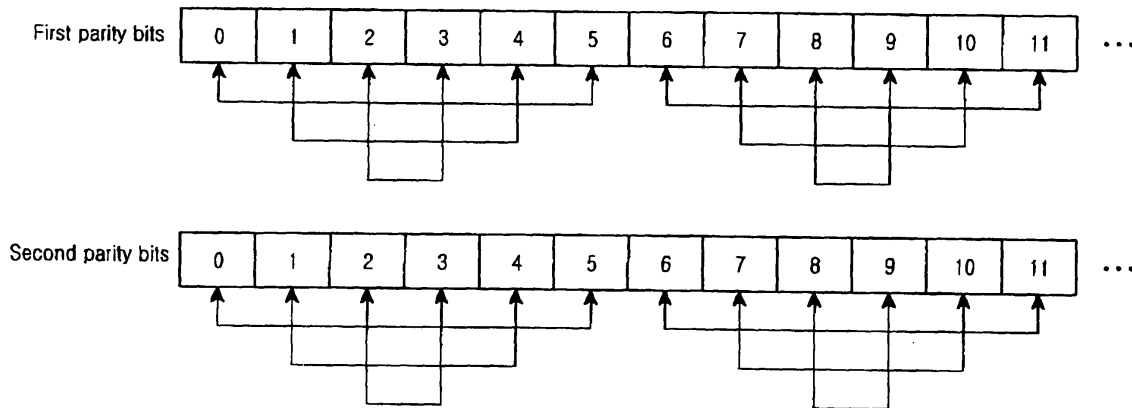 First parity bits 0 1 2 3 4 5 6 7 8 9 10 11 ...
Second parity bits 0 1 2 3 4 5 6 7 8 9 10 11 ...